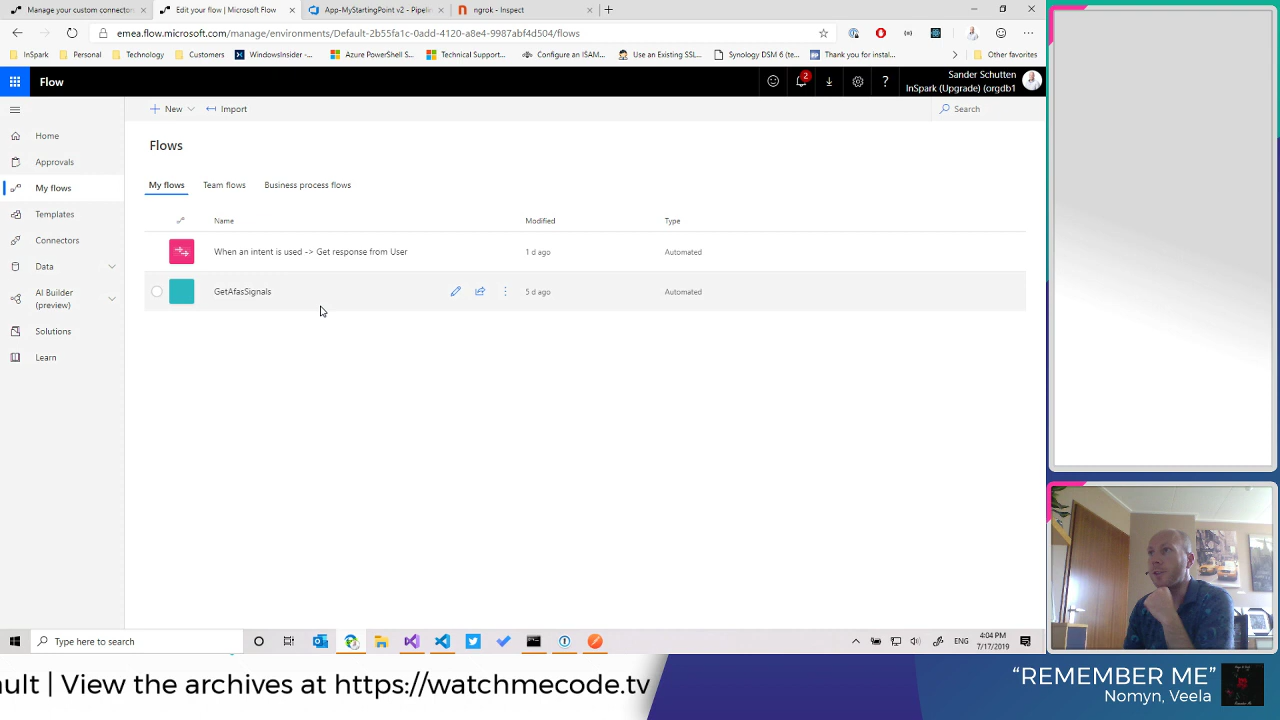 Manage your custom connector
Edit your flow | Microsoft Flow
App-MyStartingPoint v2 - Pipelin
ngrok - Inspect
emea.flow.microsoft.com/manage/environments/Default-2b55fa1c-0add-4120-a8e4-9987abf4d504/flows
InSpark
Personal
Technology
Customers
WindowsInsider -
Azure PowerShell S
Technical Support...
Configure an ISAM...
Use an Existing SSL...
Synology DSM 6 (te...
Thank you for instal...
Other favorites
Flow
2
Sander Schutten
InSpark (Upgrade) (orgdb1
New
Import
Search
Home
Approvals
My flows
Templates
Connectors
Data
AI Builder
(preview)
Solutions
Learn
Flows
My flows
Team flows
Business process flows
Name
Modified
Type
When an intent is used -> Get response from User
1 d ago
Automated
GetAfasSignals
5 d ago
Automated
Type here to search
ENG
4:04 PM
7/17/2019
ult | View the archives at https://watchmecode.tv
"REMEMBER ME"
Nomyn, Veela